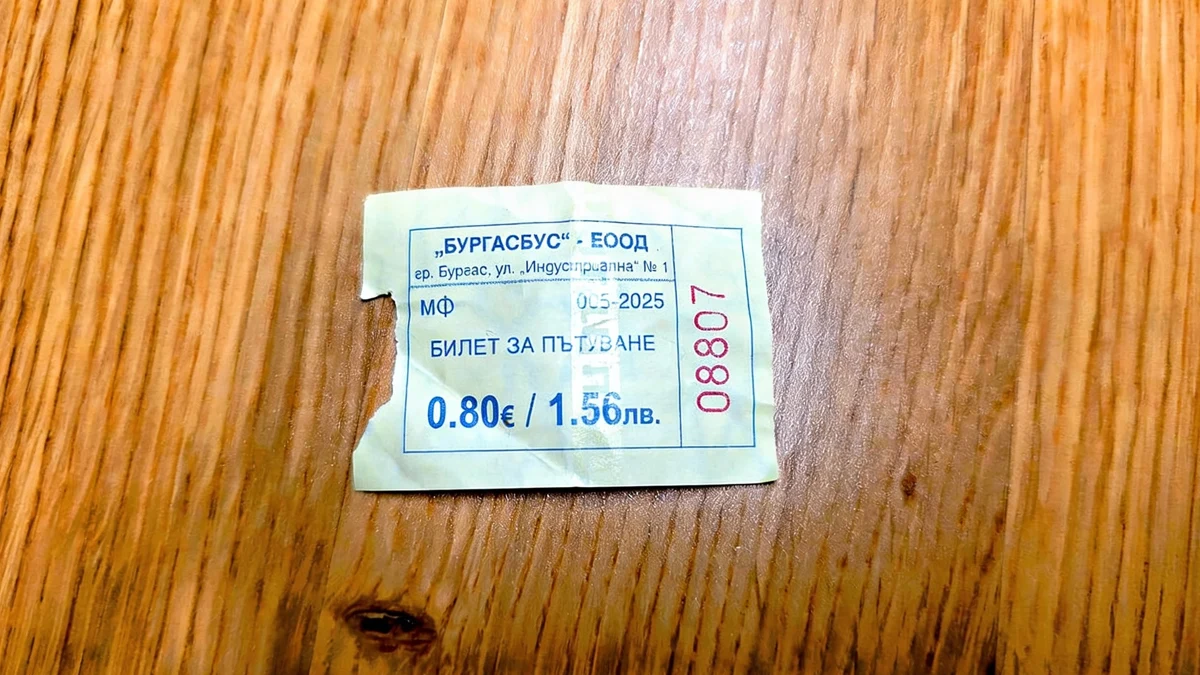 „БУРГАСБУС“ - ЕООД
гр. Бургас, ул. „Индустриална“ № 1
МФ 005-2025
БИЛЕТ ЗА ПЪТУВАНЕ
0.80€ / 1.56лв.
08807